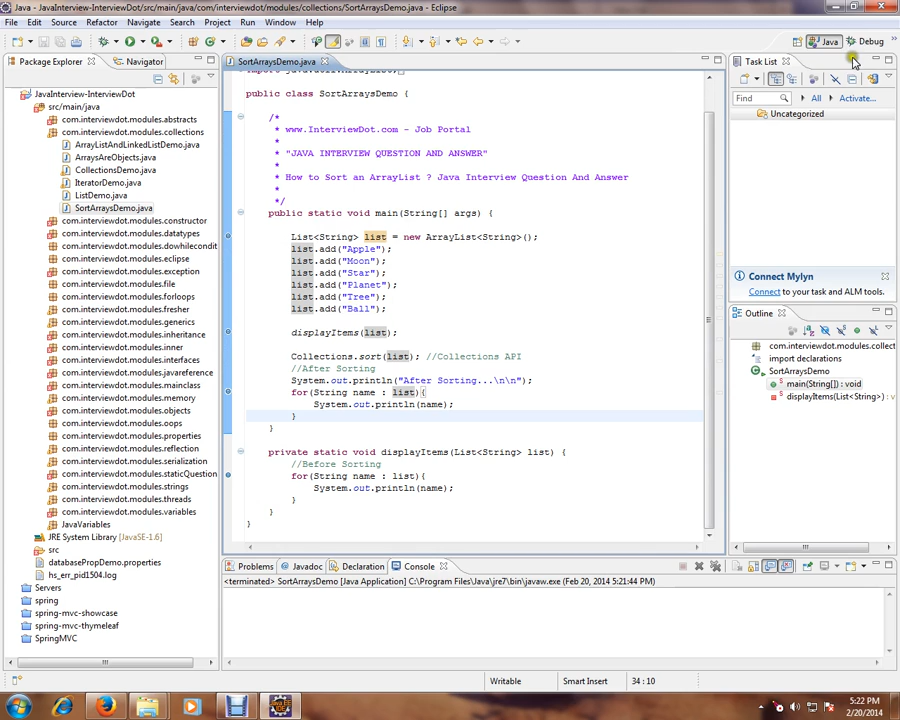 Java - JavaInterview-InterviewDot/src/main/java/com/interviewdot/modules/collections/SortArraysDemo.java - Eclipse
File Edit Source Refactor Navigate Search Project Run Window Help
Java Debug
Package Explorer Navigator
JavaInterview-InterviewDot
src/main/java
com.interviewdot.modules.abstracts
com.interviewdot.modules.collections
ArrayListAndLinkedListDemo.java
ArraysAreObjects.java
CollectionsDemo.java
IteratorDemo.java
ListDemo.java
SortArraysDemo.java
com.interviewdot.modules.constructor
com.interviewdot.modules.datatypes
com.interviewdot.modules.dowhilecondit
com.interviewdot.modules.eclipse
com.interviewdot.modules.exception
com.interviewdot.modules.file
com.interviewdot.modules.forloops
com.interviewdot.modules.fresher
com.interviewdot.modules.generics
com.interviewdot.modules.inheritance
com.interviewdot.modules.inner
com.interviewdot.modules.interfaces
com.interviewdot.modules.javareference
com.interviewdot.modules.mainclass
com.interviewdot.modules.memory
com.interviewdot.modules.objects
com.interviewdot.modules.oops
com.interviewdot.modules.properties
com.interviewdot.modules.reflection
com.interviewdot.modules.serialization
com.interviewdot.modules.staticQuestion
com.interviewdot.modules.strings
com.interviewdot.modules.threads
com.interviewdot.modules.variables
JavaVariables
JRE System Library [JavaSE-1.6]
src
databasePropDemo.properties
hs_err_pid1504.log
Servers
spring
spring-mvc-showcase
spring-mvc-thymeleaf
SpringMVC
SortArraysDemo.java
public class SortArraysDemo {
/*
* www.InterviewDot.com - Job Portal
*
* "JAVA INTERVIEW QUESTION AND ANSWER"
*
* How to Sort an ArrayList ? Java Interview Question And Answer
*
*/
public static void main(String[] args) {
List<String> list = new ArrayList<String>();
list.add("Apple");
list.add("Moon");
list.add("Star");
list.add("Planet");
list.add("Tree");
list.add("Ball");
displayItems(list);
Collections.sort(list); //Collections API
//After Sorting
System.out.println("After Sorting...\n\n");
for(String name : list){
System.out.println(name);
}
}
private static void displayItems(List<String> list) {
//Before Sorting
for(String name : list){
System.out.println(name);
}
}
}
Task List
Find All Activate...
Uncategorized
Connect Mylyn
Connect to your task and ALM tools.
Outline
com.interviewdot.modules.collect
import declarations
SortArraysDemo
main(String[]) : void
displayItems(List<String>) : v
Problems Javadoc Declaration Console
<terminated> SortArraysDemo [Java Application] C:\Program Files\Java\jre7\bin\javaw.exe (Feb 20, 2014 5:21:44 PM)
Writable Smart Insert 34 : 10
5:22 PM
2/20/2014